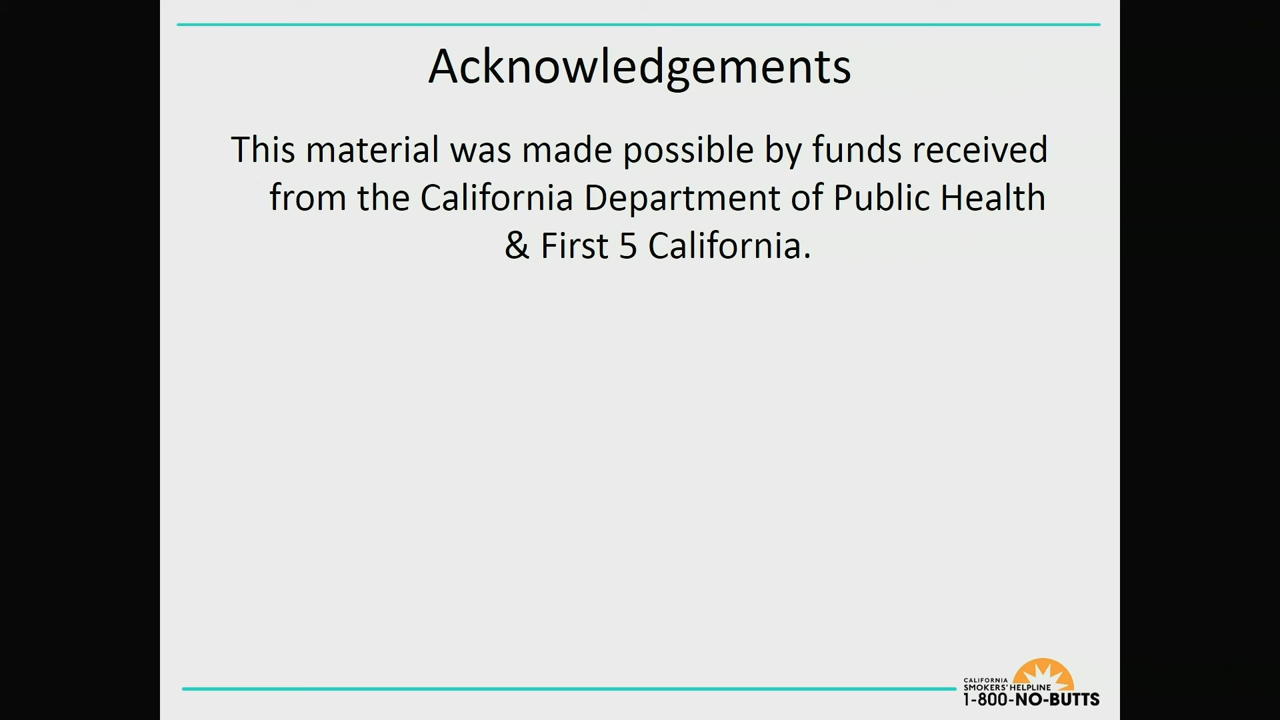 Acknowledgements
This material was made possible by funds received
from the California Department of Public Health
& First 5 California.
CALIFORNIA
SMOKERS' HELPLINE
1-800-NO-BUTTS